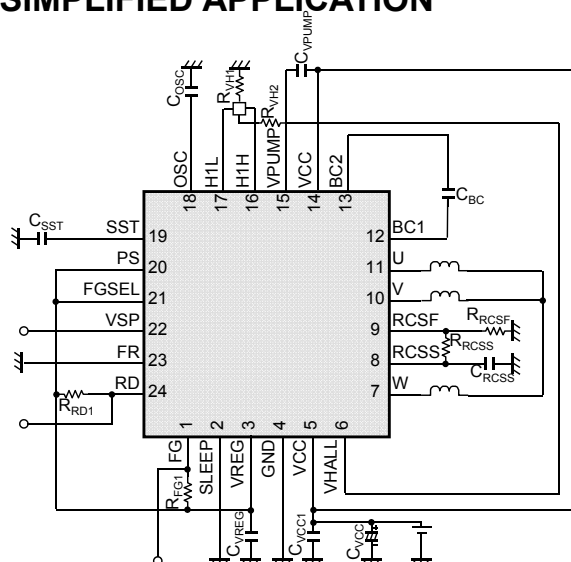 SIMPLIFIED APPLICATION
CVPUMP
COSC
RVH1
RVH2
OSC
H1L
H1H
VPUMP
VCC
BC2
18
17
16
15
14
13
CSST
SST
19
12
BC1
CBC
PS
20
11
U
FGSEL
21
10
V
VSP
22
9
RCSF
RRCSF
RRCSS
FR
23
8
RCSS
CRCSS
RD
24
7
W
RRD1
1
2
3
4
5
6
FG
SLEEP
VREG
GND
VCC
VHALL
RFG1
CVREG
CVCC1
CVCC